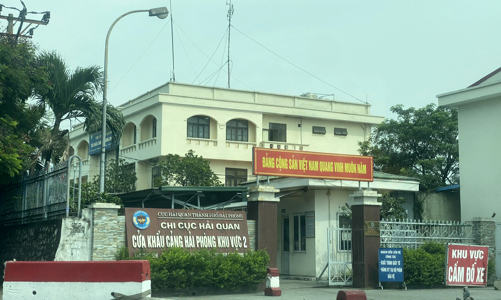 ĐẢNG CỘNG SẢN VIỆT NAM QUANG VINH MUÔN NĂM
CỤC HẢI QUAN THÀNH PHỐ HẢI PHÒNG
CHI CỤC HẢI QUAN
CỬA KHẨU CẢNG HẢI PHÒNG KHU VỰC 2
KHU VỰC
CẤM ĐỖ XE